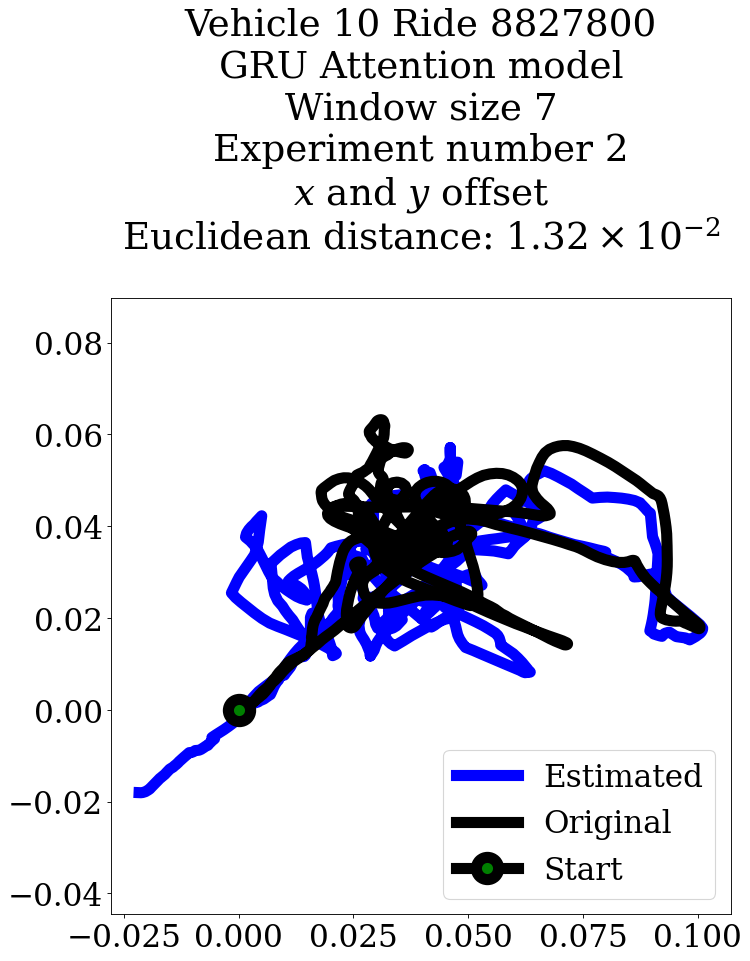 Vehicle 10 Ride 8827800
GRU Attention model
Window size 7
Experiment number 2
x and y offset
Euclidean distance: 1.32 × 10⁻²
0.08
0.06
0.04
0.02
0.00
−0.02
−0.04
Estimated
Original
Start
−0.025 0.000 0.025 0.050 0.075 0.100